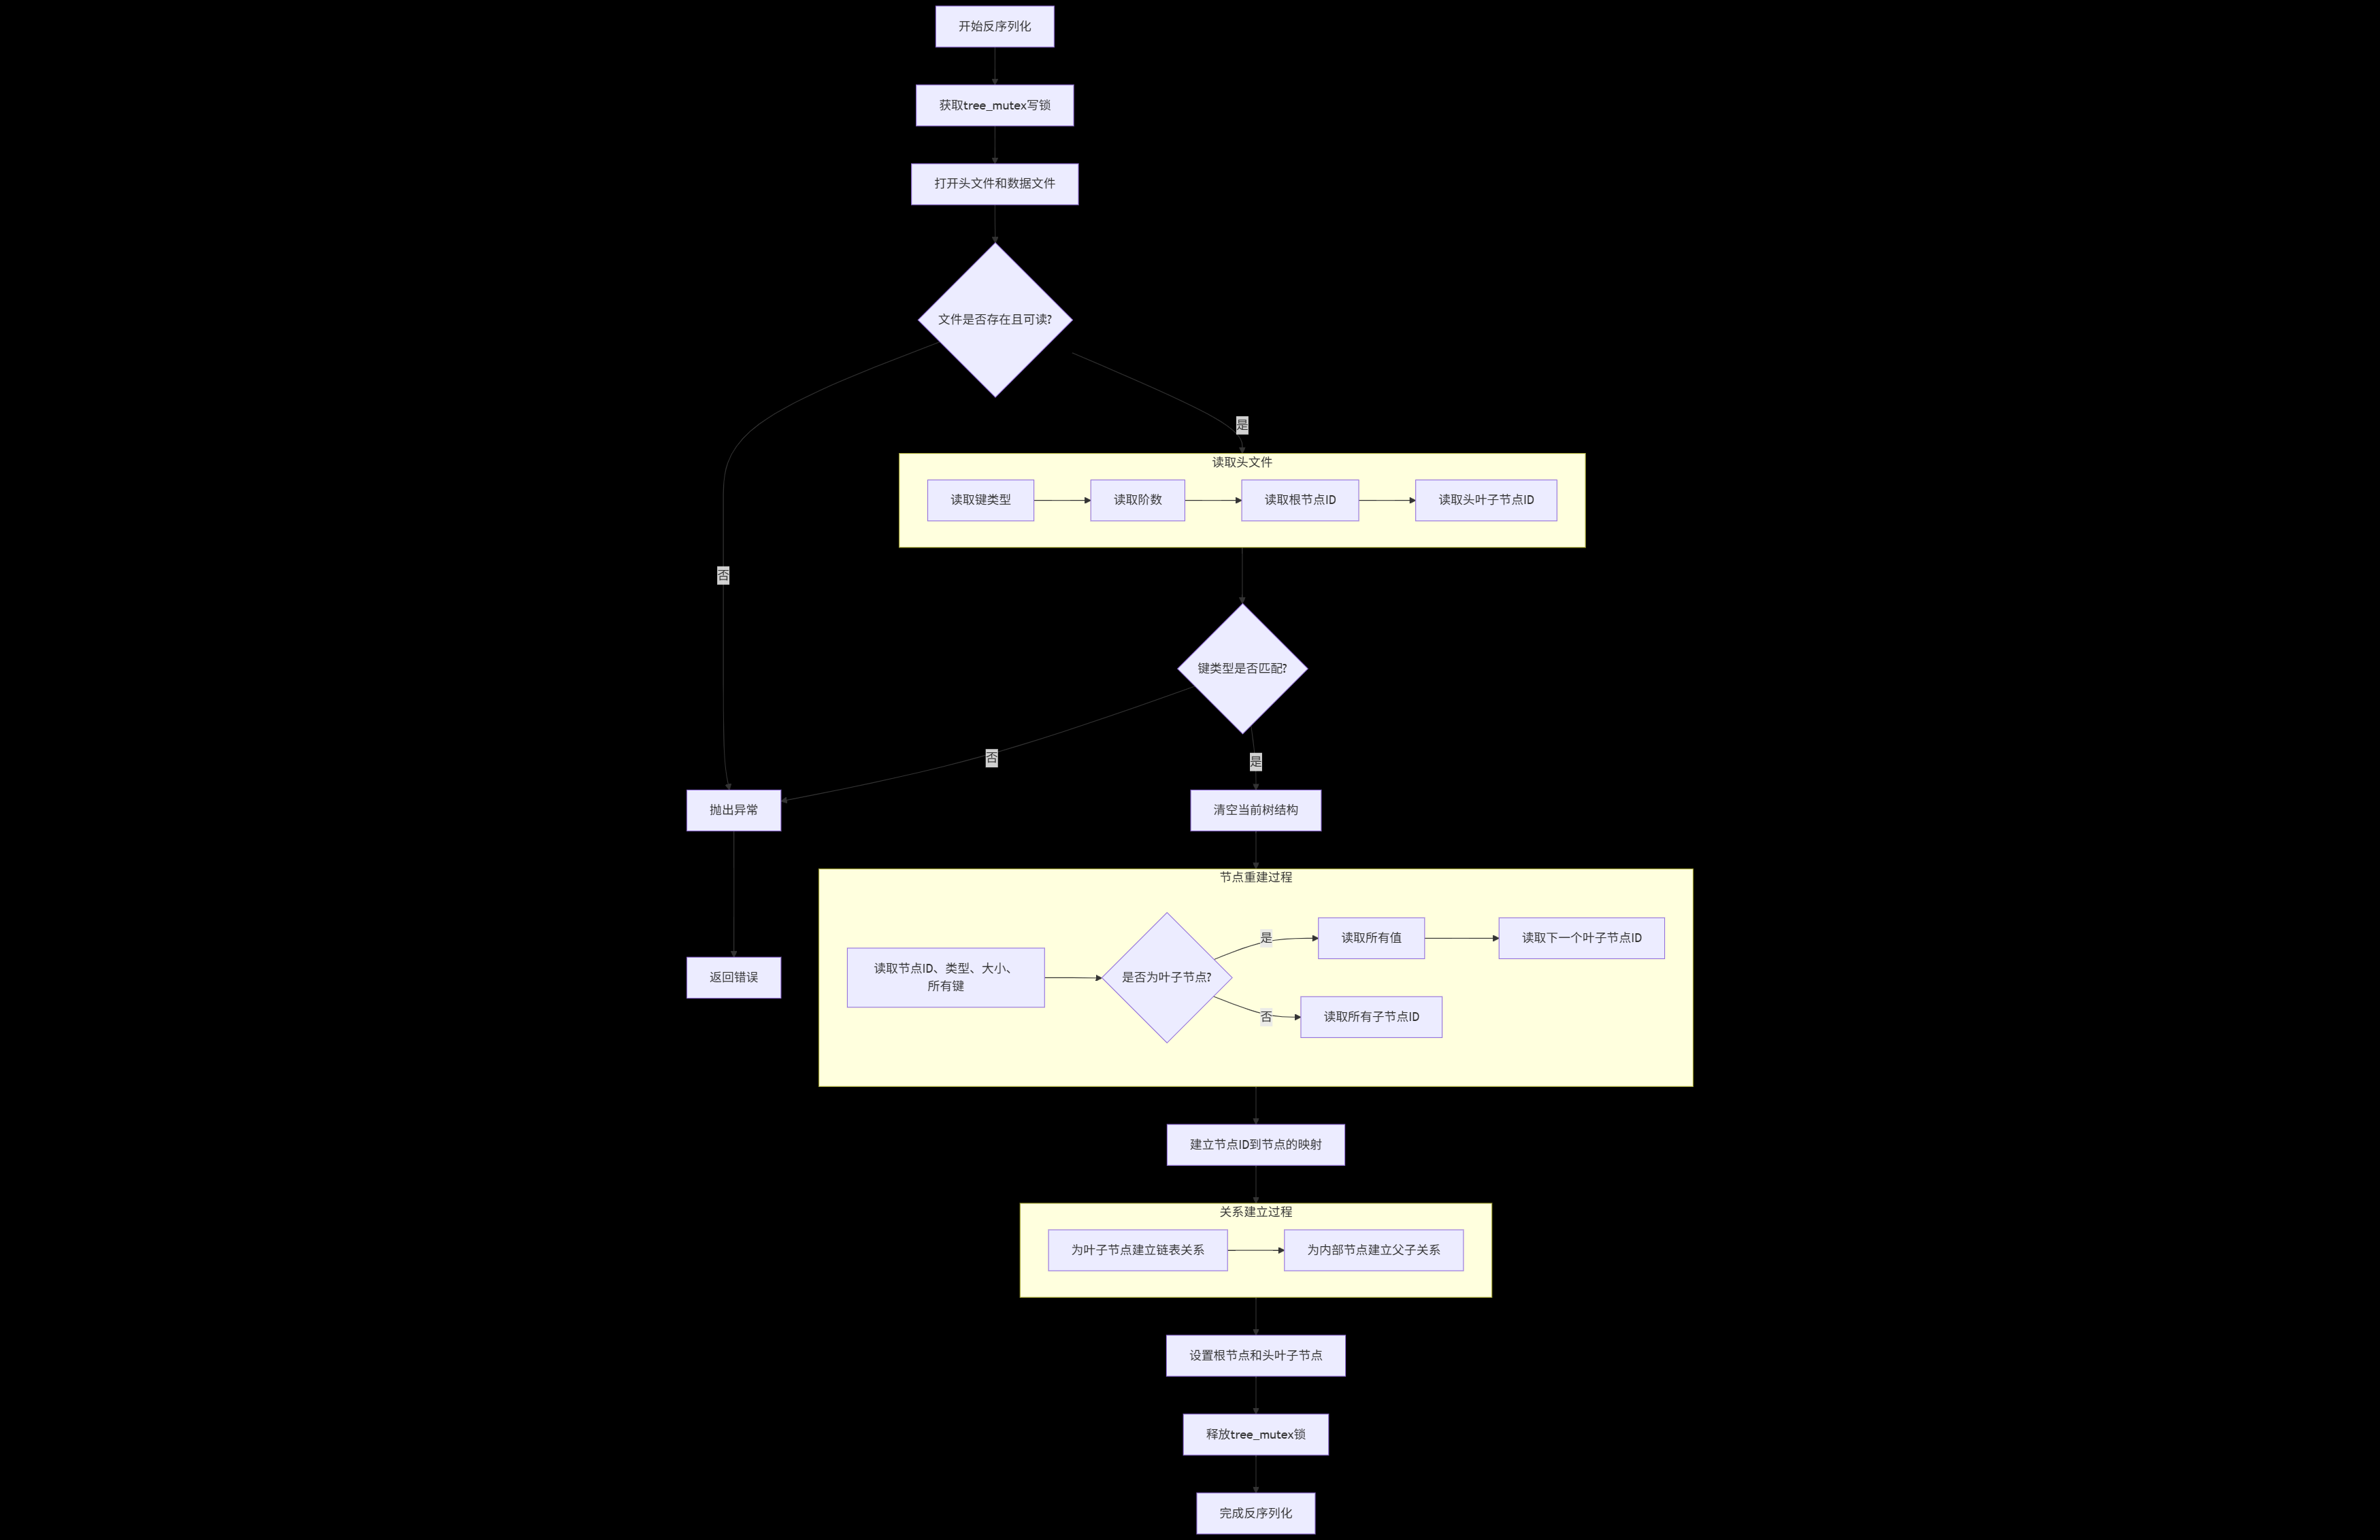 开始反序列化
获取tree_mutex写锁
打开头文件和数据文件
文件是否存在且可读?
是
读取头文件
读取键类型
读取阶数
读取根节点ID
读取头叶子节点ID
否
键类型是否匹配?
否
是
抛出异常
清空当前树结构
节点重建过程
读取节点ID、类型、大小、
所有键
是否为叶子节点?
是
读取所有值
读取下一个叶子节点ID
否
读取所有子节点ID
返回错误
建立节点ID到节点的映射
关系建立过程
为叶子节点建立链表关系
为内部节点建立父子关系
设置根节点和头叶子节点
释放tree_mutex锁
完成反序列化